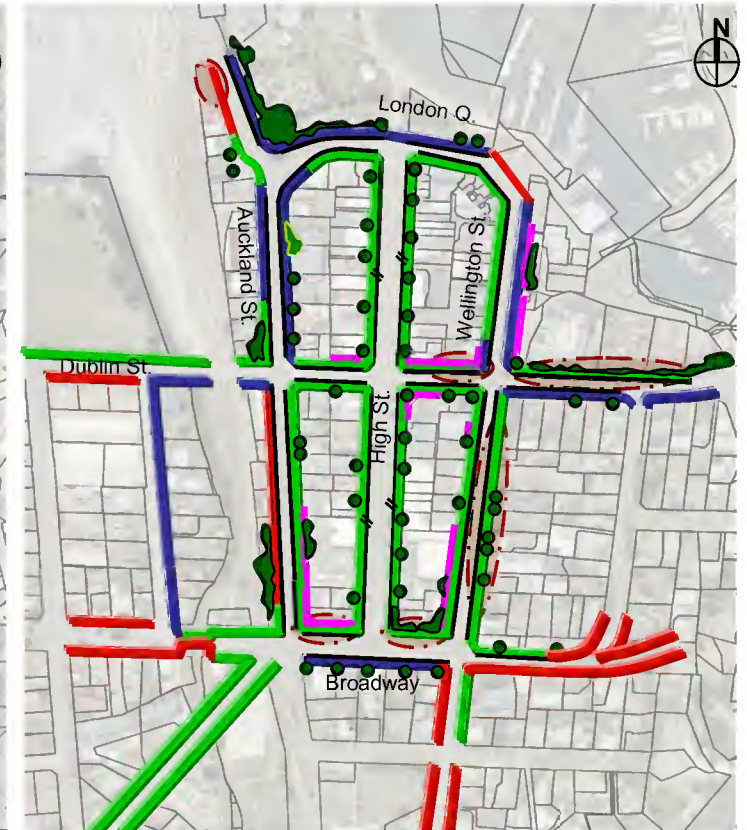 N
London Q.
Auckland St.
Wellington St.
Dublin St.
High St.
Broadway